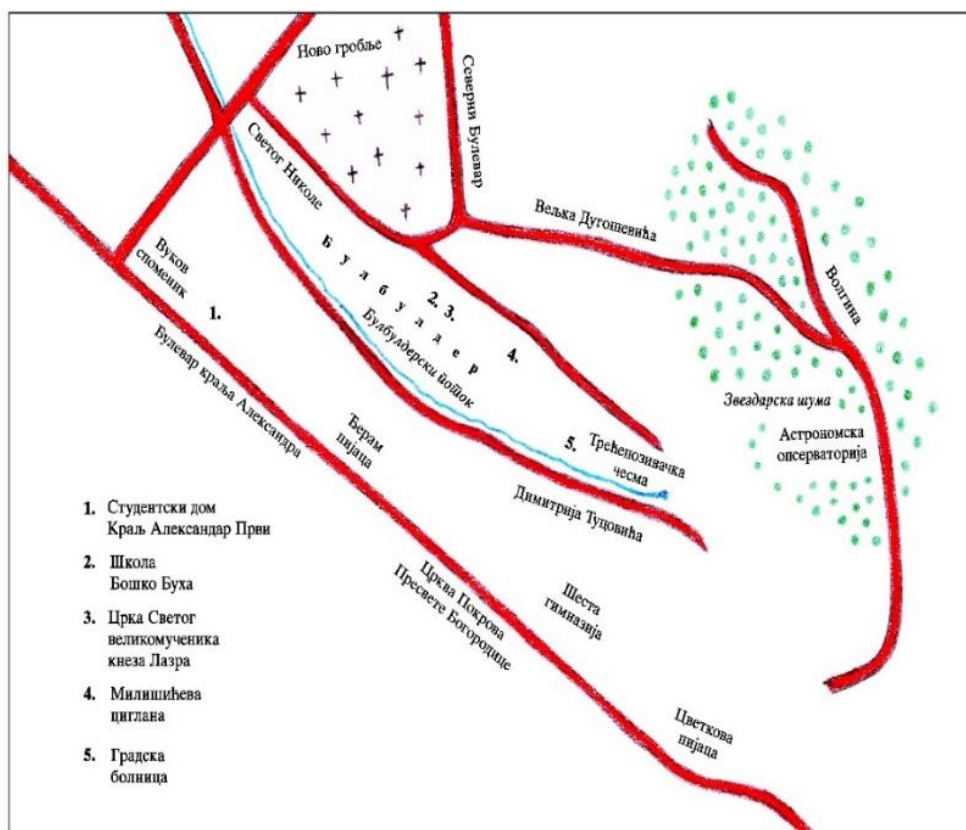 Ново гробље
Северни Булевар
Светог Николе
Вељка Дугошевића
Волгина
Вуков
споменик
Булбулдер
1.
2. 3.
4.
Булбулдерски поток
Булевар краља Александра
Ђерам
пијаца
Звездарска шума
Астрономска
опсерваторија
5.
Трећепозивачка
чесма
Димитрија Туцовића
Црква Покрова
Пресвете Богородице
Шеста
гимназија
Цветкова
пијаца
1. Студентски дом
Краљ Александар Први
2. Школа
Бошко Буха
3. Црка Светог
великомученика
кнеза Лазра
4. Милишићева
циглана
5. Градска
болница